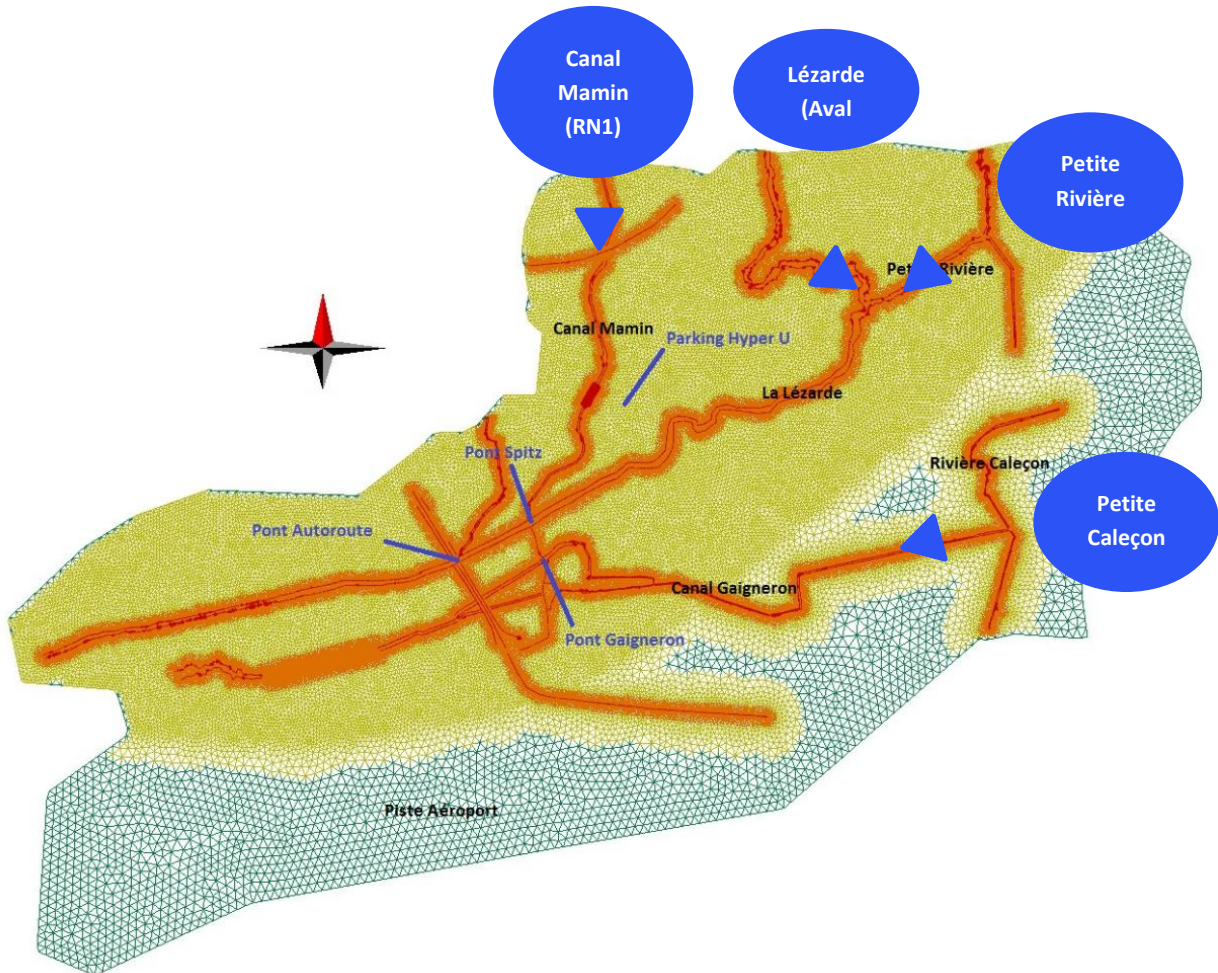 Canal
Mamin
(RN1)
Lézarde
(Aval
Petite
Rivière
Rivière
Canal Mamin
Parking Hyper U
La Lézarde
Pont Spitz
Rivière Caleçon
Petite
Caleçon
Pont Autoroute
Canal Gaigneron
Pont Gaigneron
Piste Aéroport